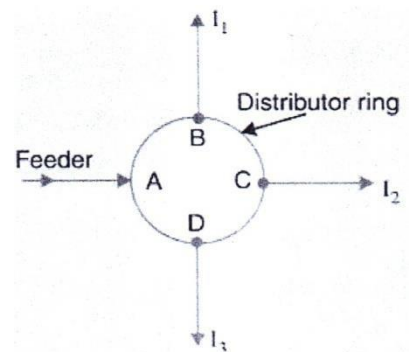 I₁
Distributor ring
B
Feeder
A
C
I₂
D
I₃